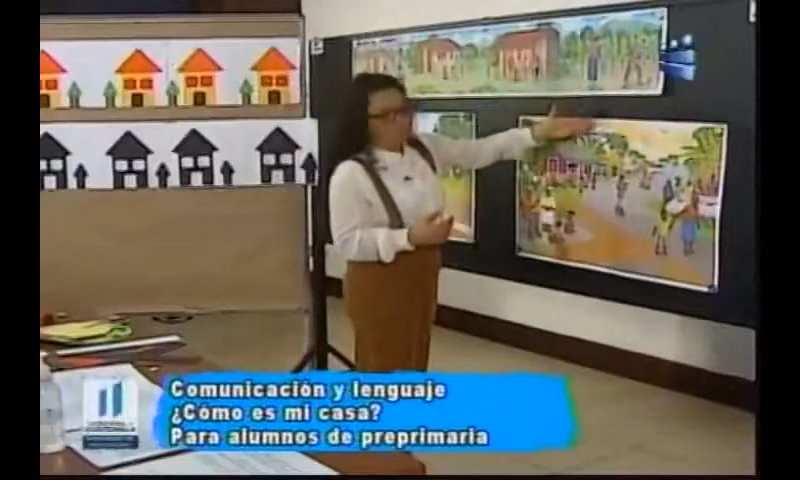 Comunicación y lenguaje
¿Cómo es mi casa?
Para alumnos de preprimaria